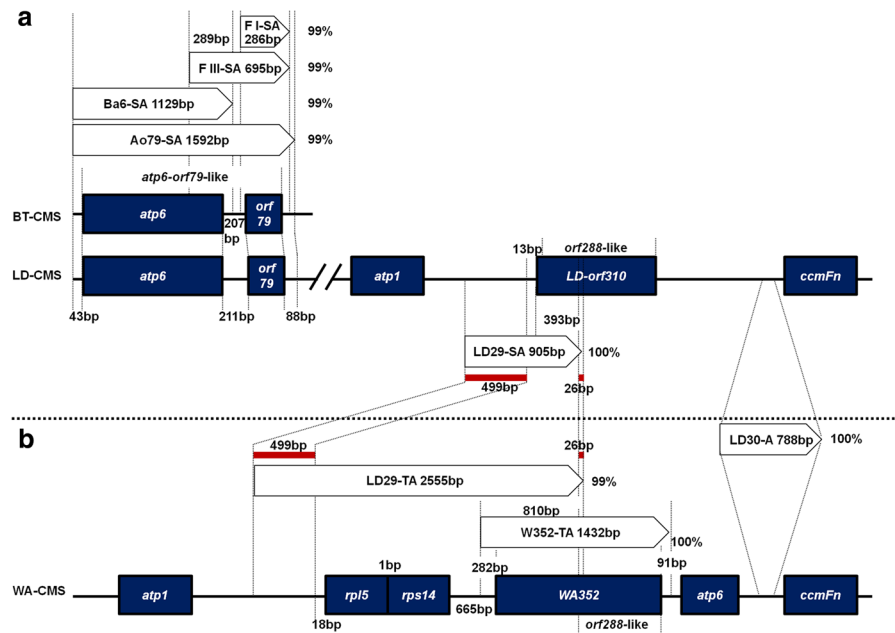 a
F I-SA
286bp
99%
289bp
F III-SA 695bp
99%
Ba6-SA 1129bp
99%
Ao79-SA 1592bp
99%
atp6-orf79-like
BT-CMS
atp6
207
bp
orf
79
13bp
orf288-like
LD-CMS
atp6
orf
79
atp1
LD-orf310
ccmFn
43bp
211bp
88bp
393bp
LD29-SA 905bp
100%
499bp
26bp
b
499bp
26bp
LD30-A 788bp
100%
LD29-TA 2555bp
99%
810bp
W352-TA 1432bp
100%
1bp
282bp
91bp
WA-CMS
atp1
rpl5
rps14
WA352
atp6
ccmFn
665bp
18bp
orf288-like